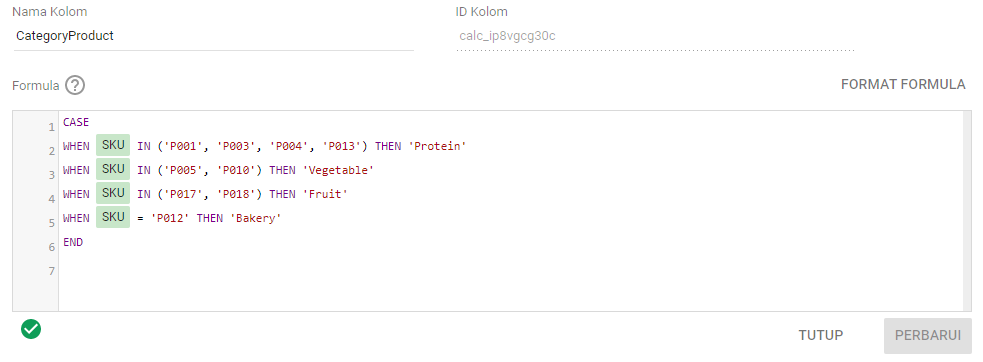 Nama Kolom ID Kolom
CategoryProduct calc_ip8vgcg30c
Formula ? FORMAT FORMULA
1 CASE
2 WHEN SKU IN ('P001', 'P003', 'P004', 'P013') THEN 'Protein'
3 WHEN SKU IN ('P005', 'P010') THEN 'Vegetable'
4 WHEN SKU IN ('P017', 'P018') THEN 'Fruit'
5 WHEN SKU = 'P012' THEN 'Bakery'
6 END
7
TUTUP PERBARUI